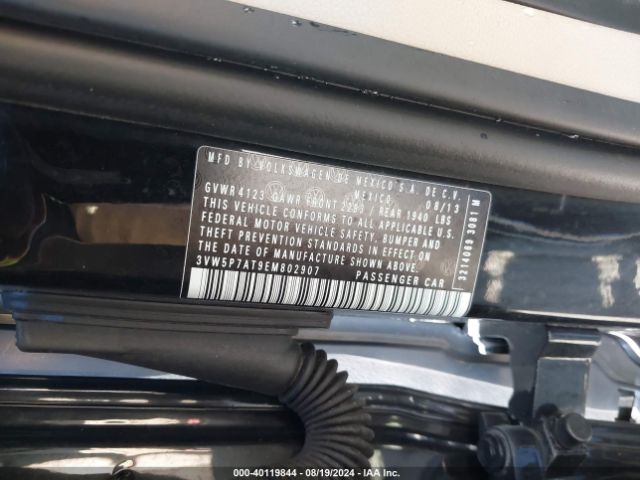 MFD BY VOLKSWAGEN DE MEXICO S.A. DE C.V.
MEXICO 08/13
GVWR 4123 GAWR FRONT 2293 / REAR 1940 LBS
THIS VEHICLE CONFORMS TO ALL APPLICABLE U.S.
FEDERAL MOTOR VEHICLE SAFETY, BUMPER AND
THEFT PREVENTION STANDARDS IN EFFECT ON
THE DATE OF MANUFACTURE SHOWN ABOVE.
3VW5P7AT9EM802907 PASSENGER CAR
000-40119844 - 08/19/2024 - IAA Inc.